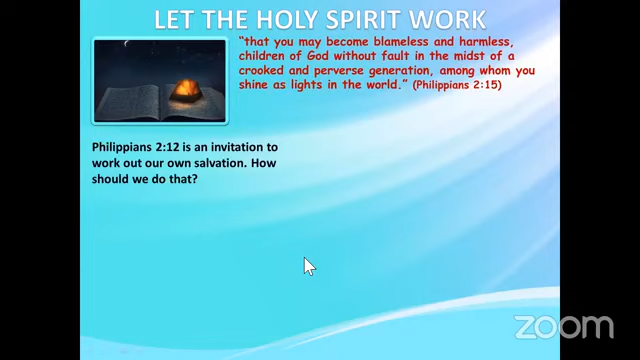 LET THE HOLY SPIRIT WORK
“that you may become blameless and harmless,
children of God without fault in the midst of a
crooked and perverse generation, among whom you
shine as lights in the world.” (Philippians 2:15)
Philippians 2:12 is an invitation to
work out our own salvation. How
should we do that?
zoom